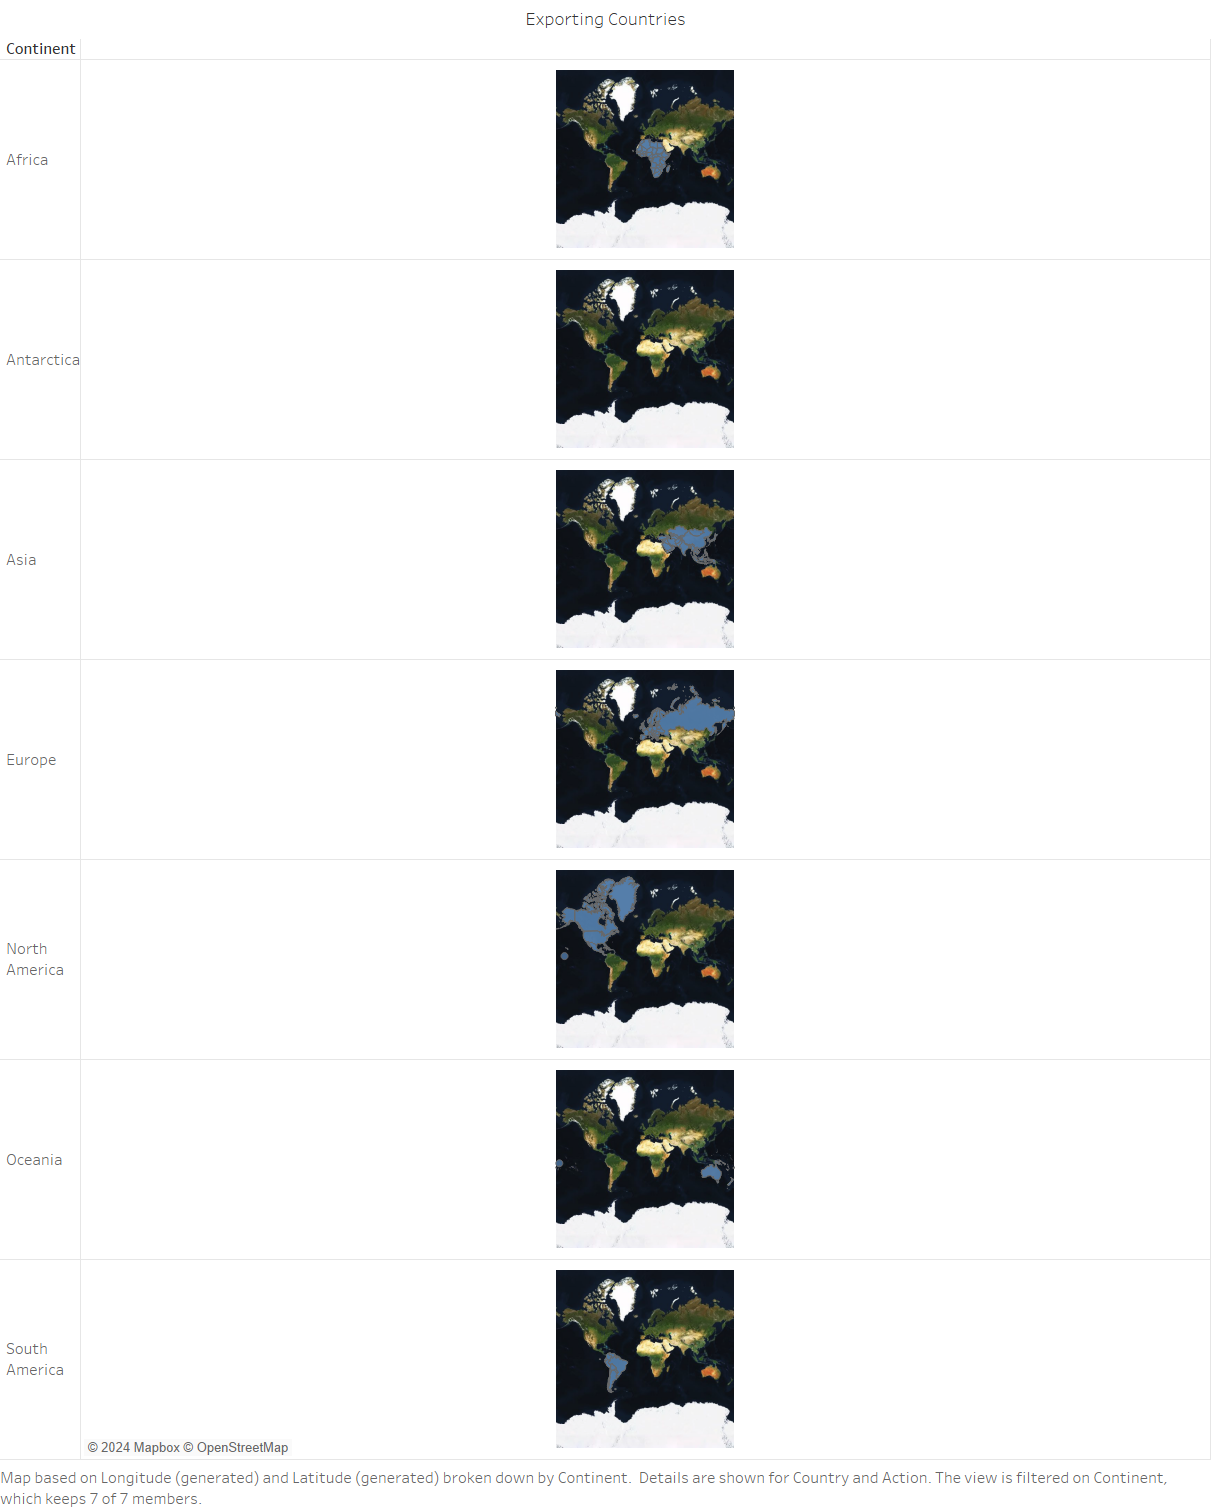 Exporting Countries
Continent
Africa
Antarctica
Asia
Europe
North
America
Oceania
South
America
© 2024 Mapbox © OpenStreetMap
Map based on Longitude (generated) and Latitude (generated) broken down by Continent.  Details are shown for Country and Action. The view is filtered on Continent,
which keeps 7 of 7 members.